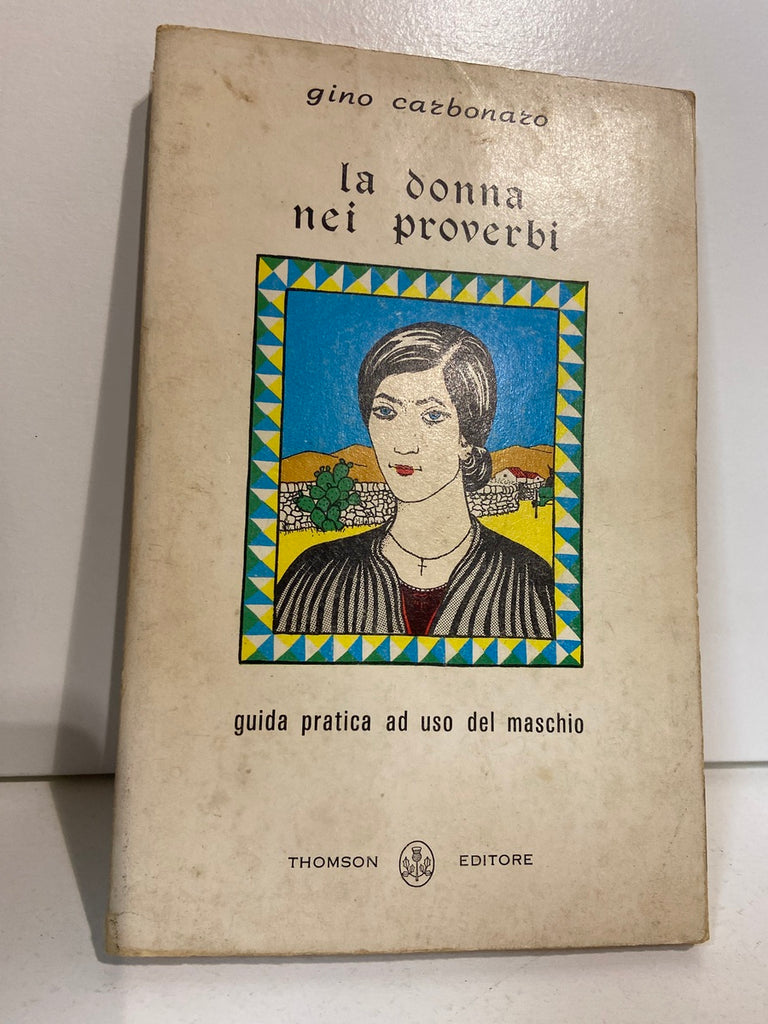 gino carbonaro
la donna
nei proverbi
guida pratica ad uso del maschio
THOMSON EDITORE